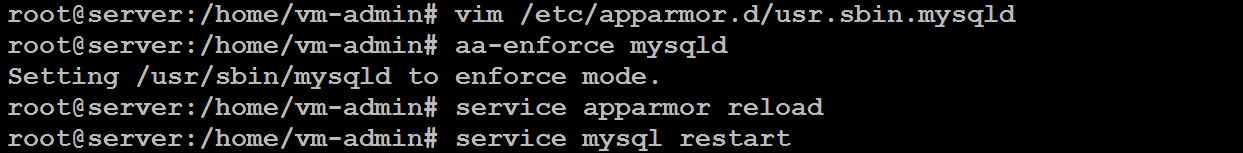 root@server:/home/vm-admin# vim /etc/apparmor.d/usr.sbin.mysqld
root@server:/home/vm-admin# aa-enforce mysqld
Setting /usr/sbin/mysqld to enforce mode.
root@server:/home/vm-admin# service apparmor reload
root@server:/home/vm-admin# service mysql restart